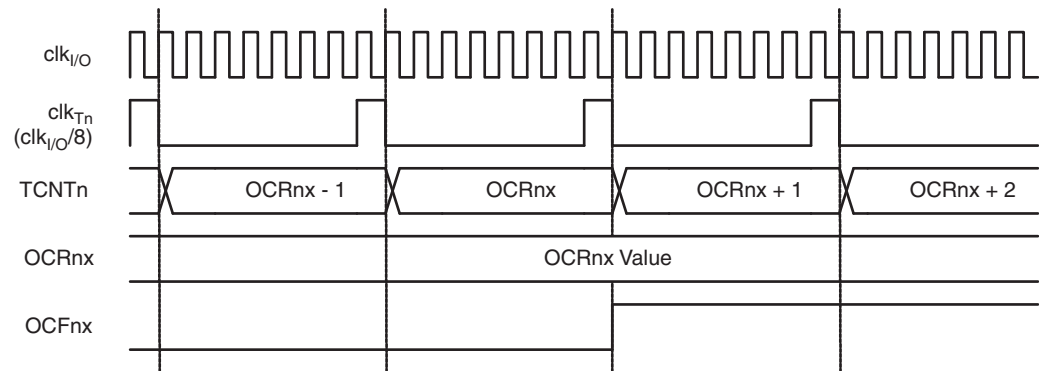 clkI/O
clkTn
(clkI/O/8)
TCNTn
OCRnx - 1
OCRnx
OCRnx + 1
OCRnx + 2
OCRnx
OCRnx Value
OCFnx